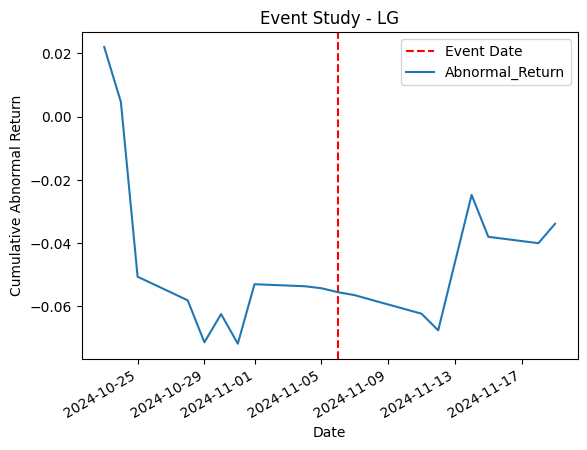 Event Study - LG
Event Date
Abnormal_Return
Cumulative Abnormal Return
0.02
0.00
−0.02
−0.04
−0.06
2024-10-25
2024-10-29
2024-11-01
2024-11-05
2024-11-09
2024-11-13
2024-11-17
Date